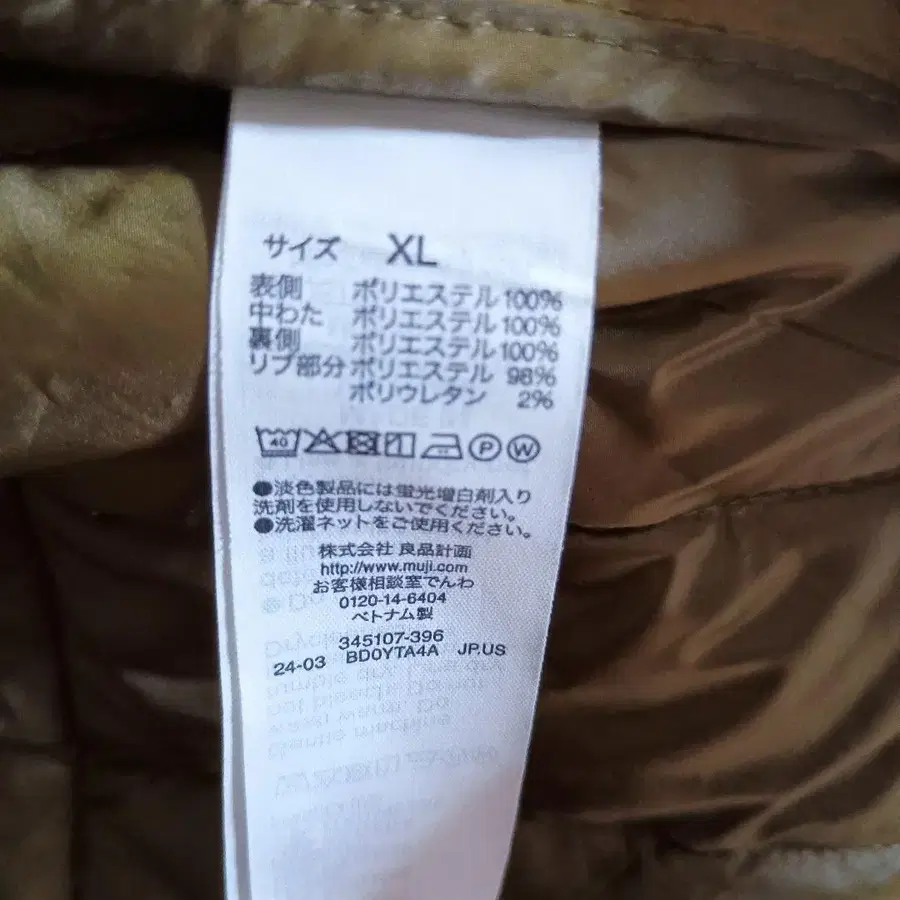 サイズ XL
表側 ポリエステル 100%
中わた ポリエステル 100%
裏側 ポリエステル 100%
リブ部分 ポリエステル 98%
ポリウレタン 2%
40 P W
●淡色製品には蛍光増白剤入り
洗剤を使用しないでください。
●洗濯ネットをご使用ください。
株式会社 良品計画
http://www.muji.com
お客様相談室でんわ
0120-14-6404
ベトナム製
345107-396
24-03 BD0YTA4A JP.US